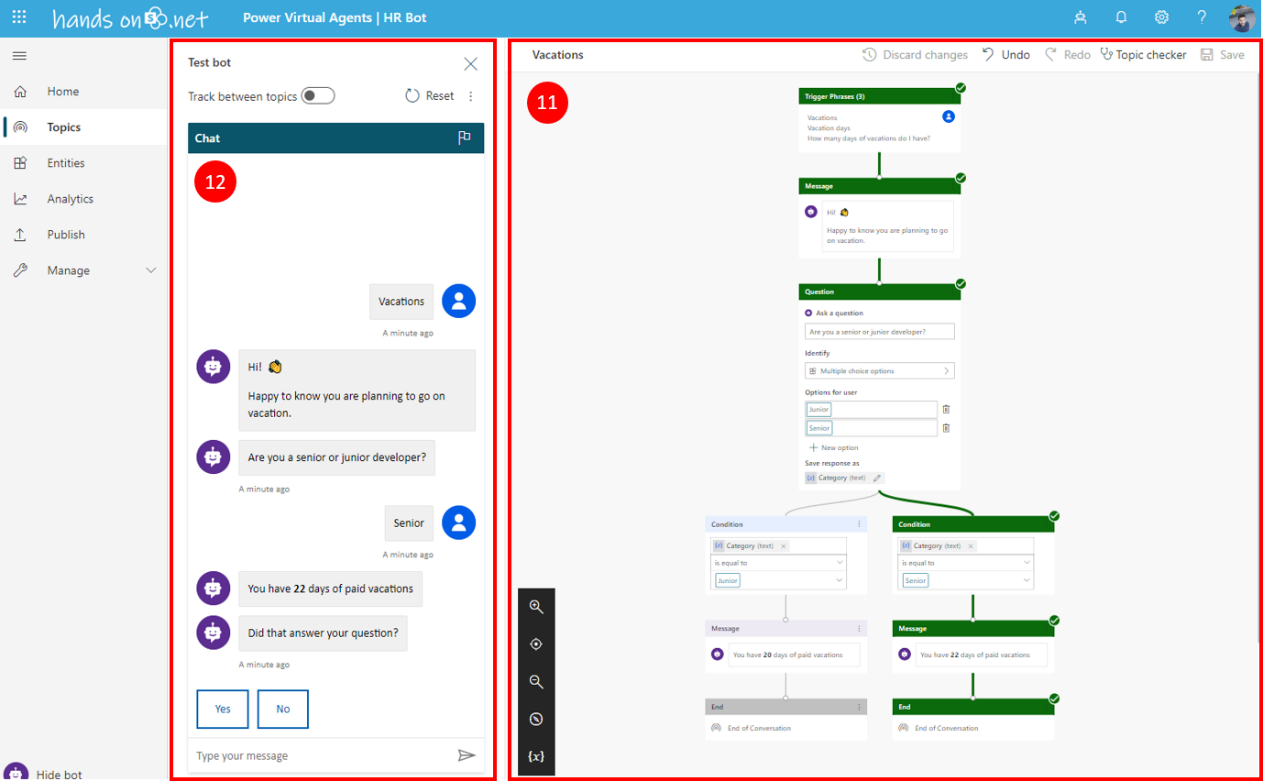 hands on S .net
Power Virtual Agents | HR Bot
?
Home
Topics
Entities
Analytics
Publish
Manage
Hide bot
Test bot
Track between topics
Reset
Chat
12
Vacations
A minute ago
Hi!
Happy to know you are planning to go on
vacation.
Are you a senior or junior developer?
A minute ago
Senior
A minute ago
You have 22 days of paid vacations
Did that answer your question?
A minute ago
Yes
No
Type your message
Vacations
Discard changes
Undo
Redo
Topic checker
Save
11
Trigger Phrases (3)
Vacations
Vacation days
How many days of vacations do I have?
Message
Hi!
Happy to know you are planning to go
on vacation.
Question
Ask a question
Are you a senior or junior developer?
Identify
Multiple choice options
Options for user
Junior
Senior
New option
Save response as
{x} Category (text)
Condition
{x} Category (text) ×
is equal to
Junior
Message
You have 20 days of paid vacations
End
End of Conversation
Condition
{x} Category (text) ×
is equal to
Senior
Message
You have 22 days of paid vacations
End
End of Conversation
{x}